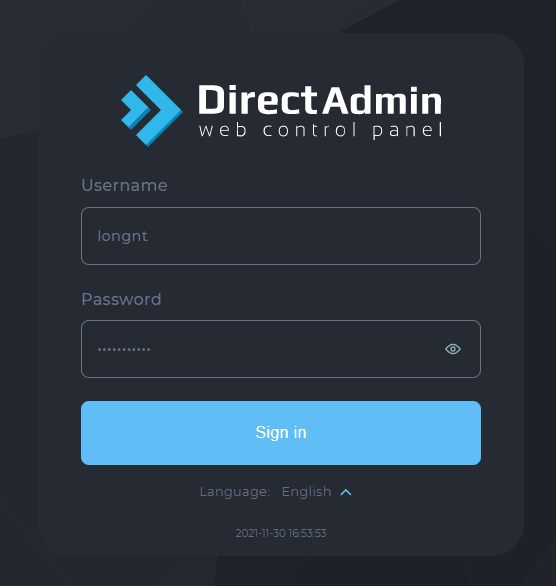 DirectAdmin
web control panel
Username
longnt
Password
•••••••••••
Sign in
Language: English
2021-11-30 16:53:53